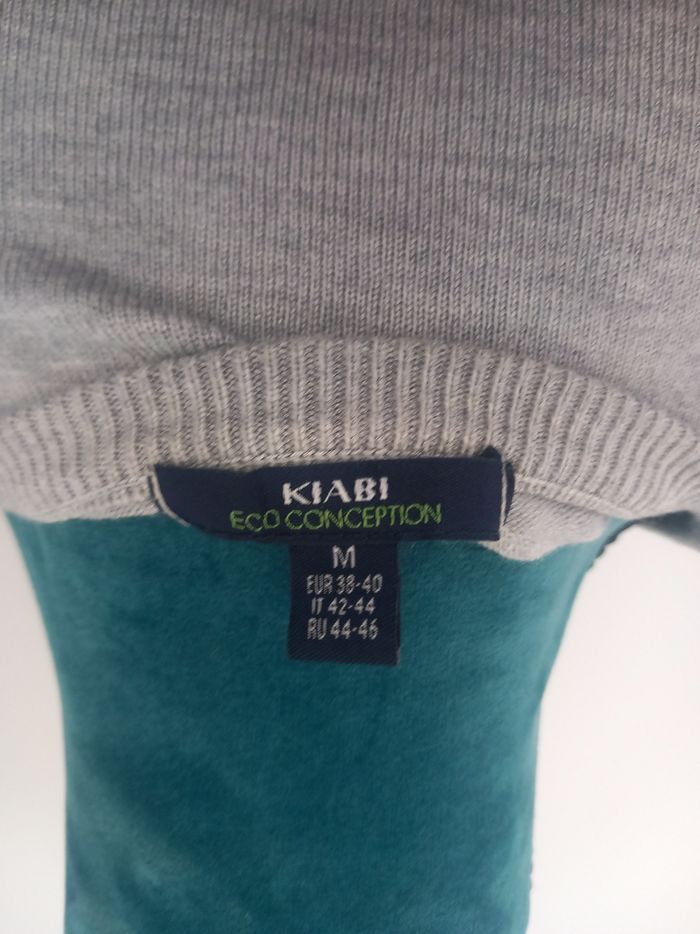 KIABI
ECO CONCEPTION
M
EUR 38-40
IT 42-44
RU 44-46